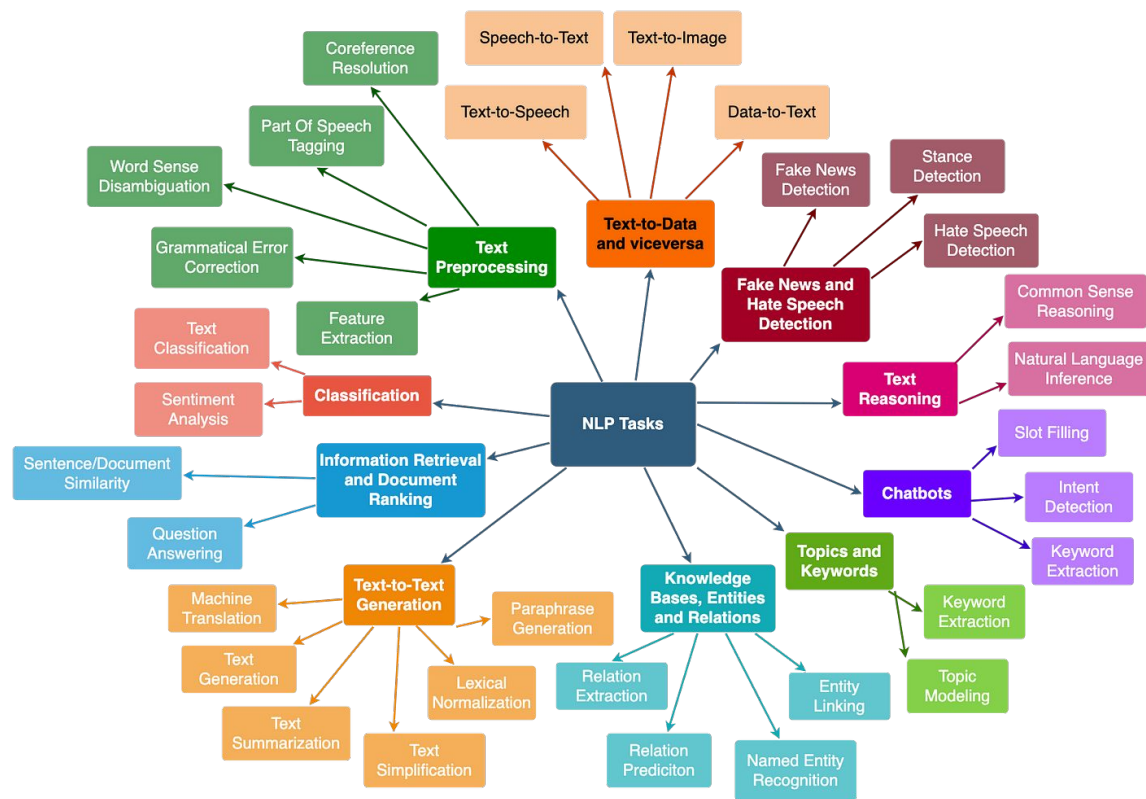 Coreference
Resolution
Speech-to-Text
Text-to-Image
Part Of Speech
Tagging
Text-to-Speech
Data-to-Text
Word Sense
Disambiguation
Fake News
Detection
Stance
Detection
Grammatical Error
Correction
Text
Preprocessing
Text-to-Data
and viceversa
Hate Speech
Detection
Fake News and
Hate Speech
Detection
Feature
Extraction
Common Sense
Reasoning
Text
Classification
Classification
Sentiment
Analysis
NLP Tasks
Text
Reasoning
Natural Language
Inference
Sentence/Document
Similarity
Information Retrieval
and Document
Ranking
Question
Answering
Chatbots
Slot Filling
Intent
Detection
Keyword
Extraction
Text-to-Text
Generation
Machine
Translation
Text
Generation
Text
Summarization
Text
Simplification
Lexical
Normalization
Paraphrase
Generation
Knowledge
Bases, Entities
and Relations
Relation
Extraction
Relation
Prediciton
Named Entity
Recognition
Entity
Linking
Topics and
Keywords
Keyword
Extraction
Topic
Modeling